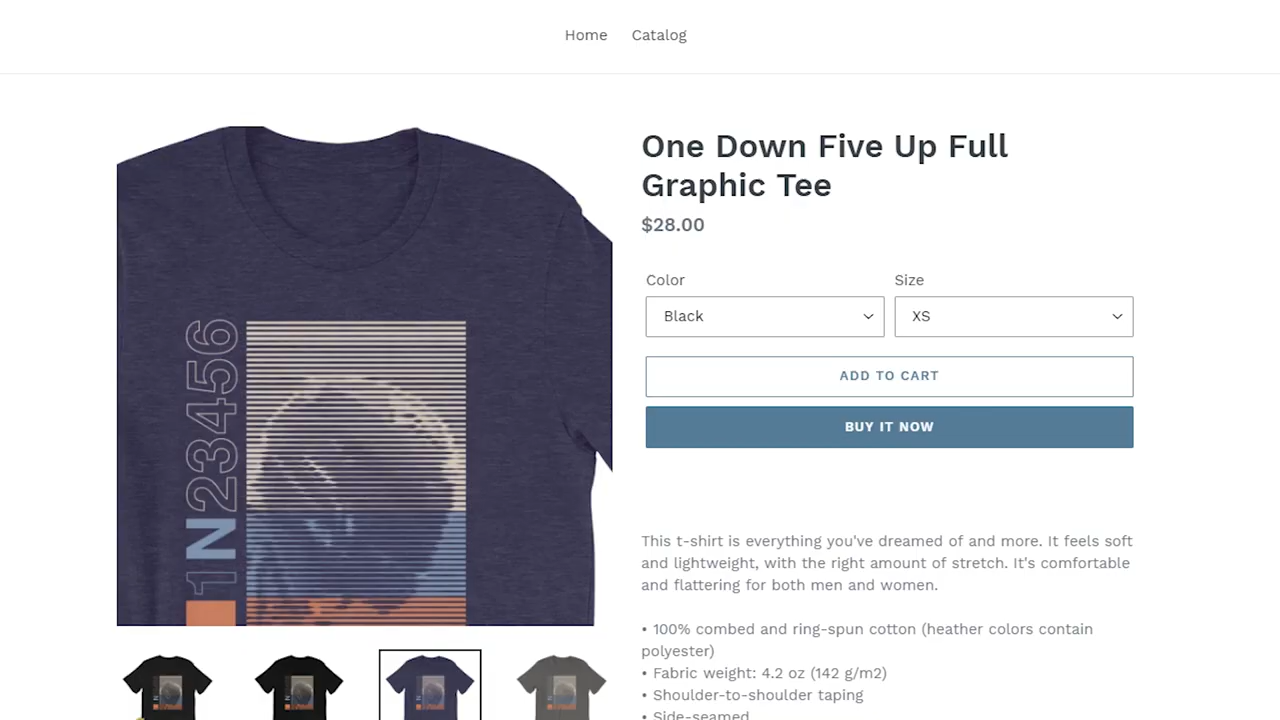 Home Catalog
One Down Five Up Full
Graphic Tee
$28.00
Color Size
Black XS
ADD TO CART
BUY IT NOW
1N23456
This t-shirt is everything you've dreamed of and more. It feels soft
and lightweight, with the right amount of stretch. It's comfortable
and flattering for both men and women.
• 100% combed and ring-spun cotton (heather colors contain
polyester)
• Fabric weight: 4.2 oz (142 g/m2)
• Shoulder-to-shoulder taping
• Side-seamed